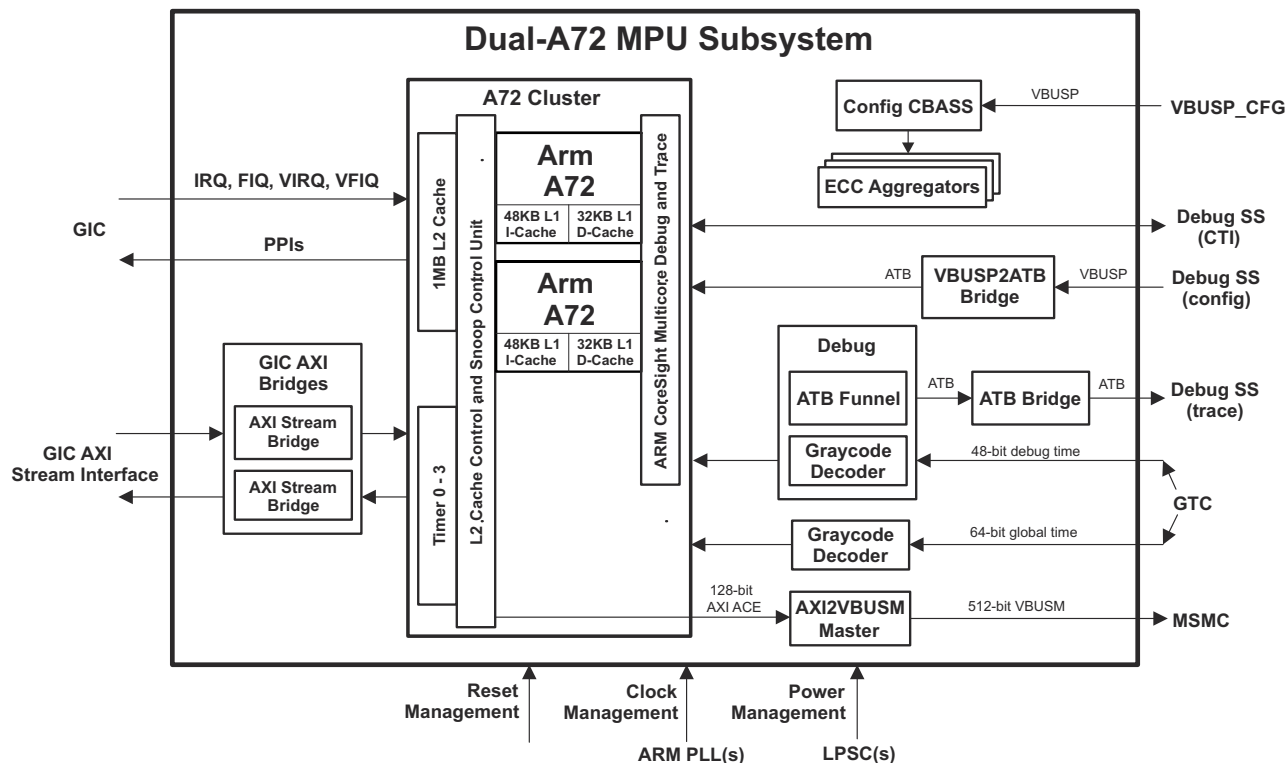 Dual-A72 MPU Subsystem
A72 Cluster
Config CBASS
VBUSP
VBUSP_CFG
ECC Aggregators
IRQ, FIQ, VIRQ, VFIQ
GIC
PPIs
1MB L2 Cache
L2 Cache Control and Snoop Control Unit
Arm
A72
48KB L1
I-Cache
32KB L1
D-Cache
Arm
A72
48KB L1
I-Cache
32KB L1
D-Cache
ARM CoreSight Multicore Debug and Trace
Debug SS
(CTI)
ATB
VBUSP2ATB
Bridge
VBUSP
Debug SS
(config)
Debug
ATB Funnel
ATB
ATB Bridge
ATB
Debug SS
(trace)
Graycode
Decoder
48-bit debug time
GTC
Graycode
Decoder
64-bit global time
GIC AXI
Bridges
AXI Stream
Bridge
AXI Stream
Bridge
GIC AXI
Stream Interface
Timer 0 - 3
128-bit
AXI ACE
AXI2VBUSM
Master
512-bit VBUSM
MSMC
Reset
Management
Clock
Management
Power
Management
ARM PLL(s)
LPSC(s)